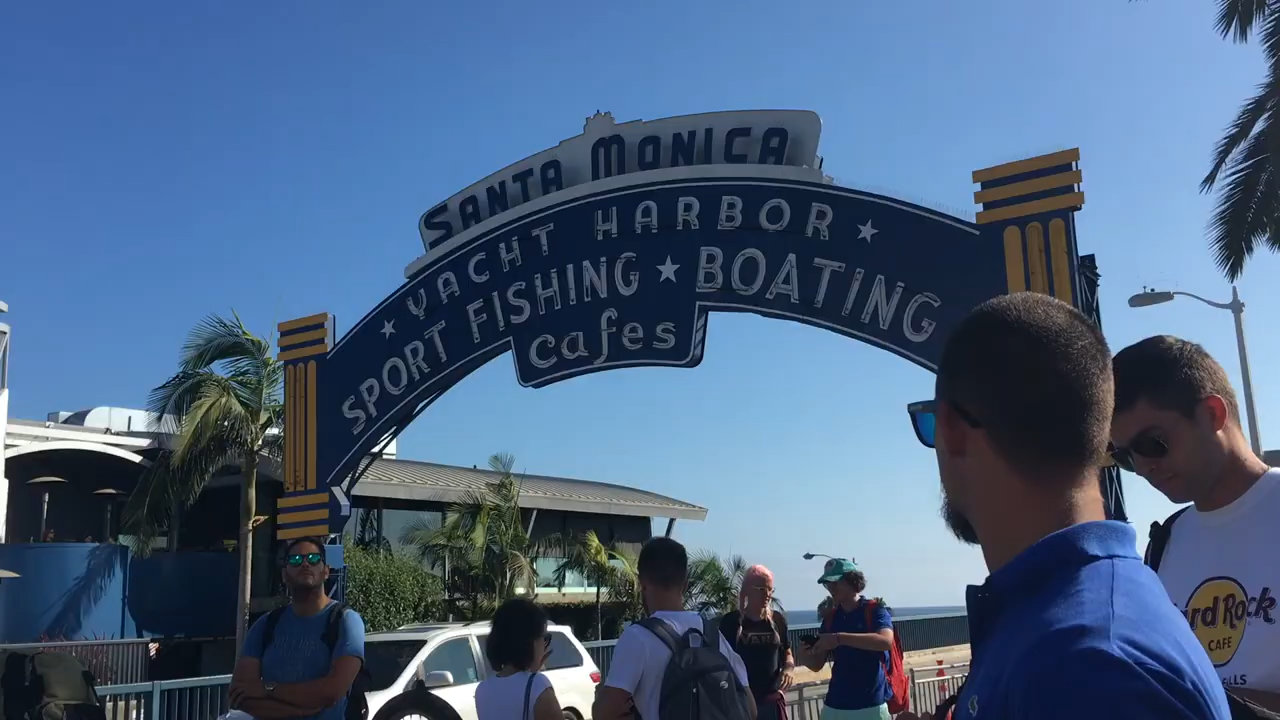 SANTA MONICA
YACHT HARBOR
SPORT FISHING BOATING
cafes
Hard Rock
CAFE